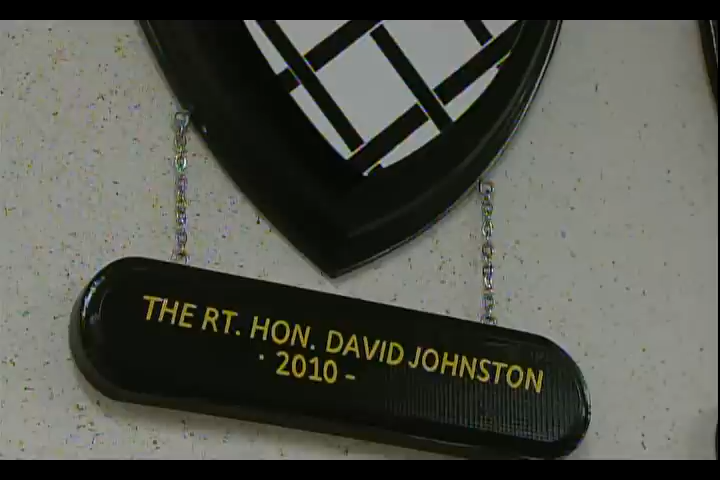 THE RT. HON. DAVID JOHNSTON
· 2010 -